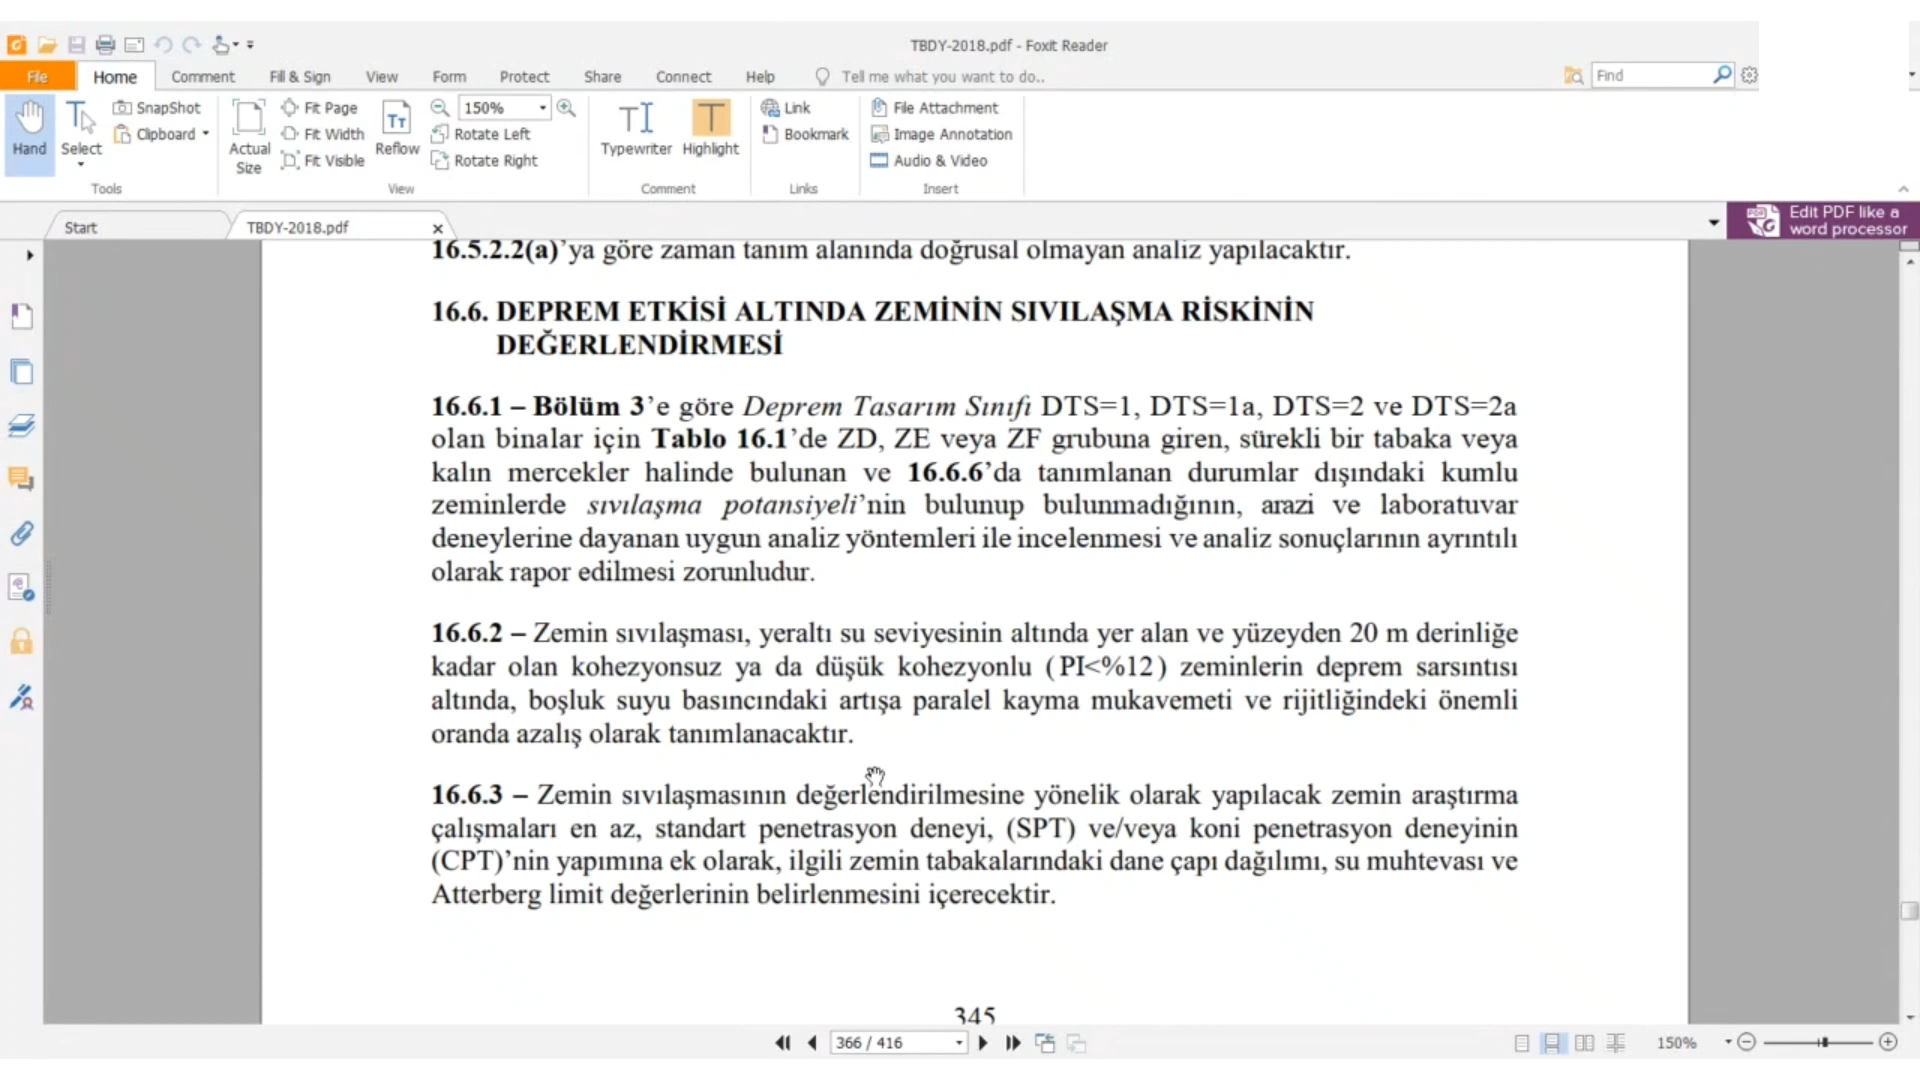 TBDY-2018.pdf - Foxit Reader
File Home Comment Fill & Sign View Form Protect Share Connect Help Tell me what you want to do.. Find
SnapShot Fit Page 150% Link File Attachment
Clipboard Fit Width Rotate Left Bookmark Image Annotation
Hand Select Actual Size Fit Visible Reflow Rotate Right Typewriter Highlight Audio & Video
Tools View Comment Links Insert
Start TBDY-2018.pdf Edit PDF like a
word processor
16.5.2.2(a)'ya göre zaman tanım alanında doğrusal olmayan analiz yapılacaktır.
16.6. DEPREM ETKİSİ ALTINDA ZEMİNİN SIVILAŞMA RİSKİNİN
DEĞERLENDİRMESİ
16.6.1 – Bölüm 3'e göre Deprem Tasarım Sınıfı DTS=1, DTS=1a, DTS=2 ve DTS=2a
olan binalar için Tablo 16.1'de ZD, ZE veya ZF grubuna giren, sürekli bir tabaka veya
kalın mercekler halinde bulunan ve 16.6.6'da tanımlanan durumlar dışındaki kumlu
zeminlerde sıvılaşma potansiyeli'nin bulunup bulunmadığının, arazi ve laboratuvar
deneylerine dayanan uygun analiz yöntemleri ile incelenmesi ve analiz sonuçlarının ayrıntılı
olarak rapor edilmesi zorunludur.
16.6.2 – Zemin sıvılaşması, yeraltı su seviyesinin altında yer alan ve yüzeyden 20 m derinliğe
kadar olan kohezyonsuz ya da düşük kohezyonlu (PI<%12) zeminlerin deprem sarsıntısı
altında, boşluk suyu basıncındaki artışa paralel kayma mukavemeti ve rijitliğindeki önemli
oranda azalış olarak tanımlanacaktır.
16.6.3 – Zemin sıvılaşmasının değerlendirilmesine yönelik olarak yapılacak zemin araştırma
çalışmaları en az, standart penetrasyon deneyi, (SPT) ve/veya koni penetrasyon deneyinin
(CPT)'nin yapımına ek olarak, ilgili zemin tabakalarındaki dane çapı dağılımı, su muhtevası ve
Atterberg limit değerlerinin belirlenmesini içerecektir.
345
366 / 416 150%